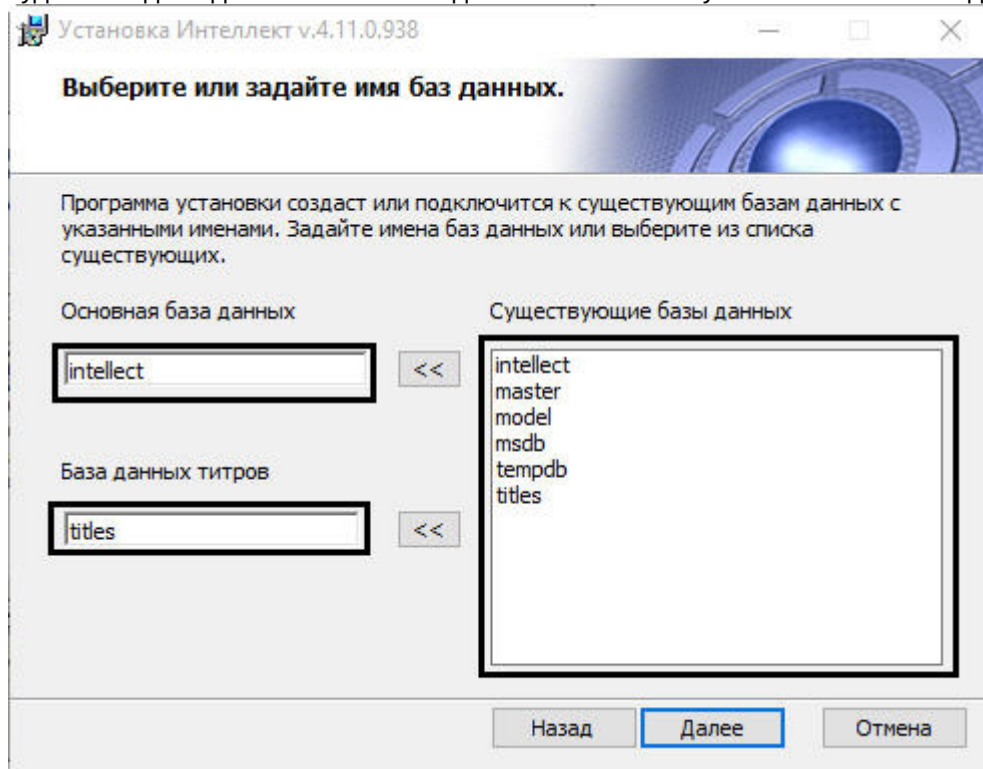 Установка Интеллект v.4.11.0.938
Выберите или задайте имя баз данных.
Программа установки создаст или подключится к существующим базам данных с
указанными именами. Задайте имена баз данных или выберите из списка
существующих.
Основная база данных
intellect
<<
База данных титров
titles
<<
Существующие базы данных
intellect
master
model
msdb
tempdb
titles
Назад
Далее
Отмена